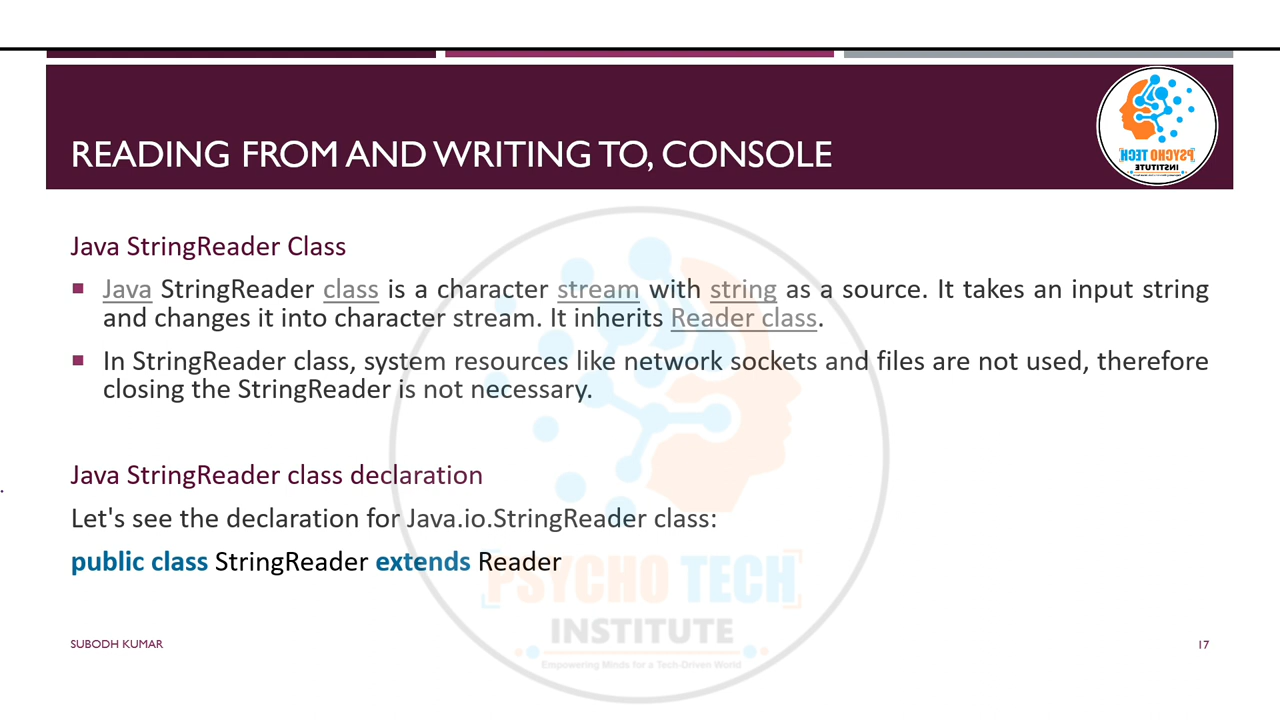 READING FROM AND WRITING TO, CONSOLE
PSYCHO TECH
INSTITUTE
Java StringReader Class
Java StringReader class is a character stream with string as a source. It takes an input string
and changes it into character stream. It inherits Reader class.
In StringReader class, system resources like network sockets and files are not used, therefore
closing the StringReader is not necessary.
Java StringReader class declaration
Let's see the declaration for Java.io.StringReader class:
public class StringReader extends Reader
PSYCHO TECH
INSTITUTE
Empowering Minds for a Tech-Driven World
SUBODH KUMAR
17